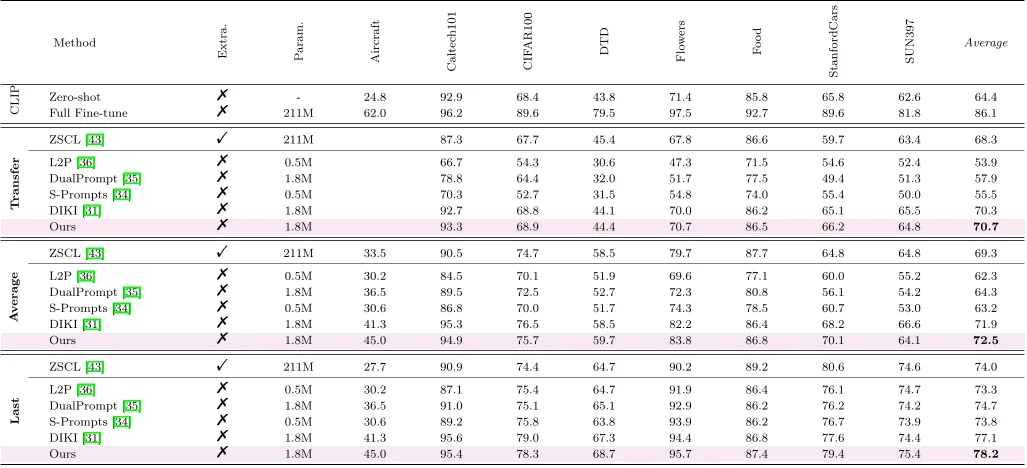 Method Extra. Param. Aircraft Caltech101 CIFAR100 DTD Flowers Food StanfordCars SUN397 Average
CLIP
Zero-shot ✗ - 24.8 92.9 68.4 43.8 71.4 85.8 65.8 62.6 64.4
Full Fine-tune ✗ 211M 62.0 96.2 89.6 79.5 97.5 92.7 89.6 81.8 86.1
Transfer
ZSCL [43] ✓ 211M 87.3 67.7 45.4 67.8 86.6 59.7 63.4 68.3
L2P [36] ✗ 0.5M 66.7 54.3 30.6 47.3 71.5 54.6 52.4 53.9
DualPrompt [35] ✗ 1.8M 78.8 64.4 32.0 51.7 77.5 49.4 51.3 57.9
S-Prompts [34] ✗ 0.5M 70.3 52.7 31.5 54.8 74.0 55.4 50.0 55.5
DIKI [31] ✗ 1.8M 92.7 68.8 44.1 70.0 86.2 65.1 65.5 70.3
Ours ✗ 1.8M 93.3 68.9 44.4 70.7 86.5 66.2 64.8 70.7
Average
ZSCL [43] ✓ 211M 33.5 90.5 74.7 58.5 79.7 87.7 64.8 64.8 69.3
L2P [36] ✗ 0.5M 30.2 84.5 70.1 51.9 69.6 77.1 60.0 55.2 62.3
DualPrompt [35] ✗ 1.8M 36.5 89.5 72.5 52.7 72.3 80.8 56.1 54.2 64.3
S-Prompts [34] ✗ 0.5M 30.6 86.8 70.0 51.7 74.3 78.5 60.7 53.0 63.2
DIKI [31] ✗ 1.8M 41.3 95.3 76.5 58.5 82.2 86.4 68.2 66.6 71.9
Ours ✗ 1.8M 45.0 94.9 75.7 59.7 83.8 86.8 70.1 64.1 72.5
Last
ZSCL [43] ✓ 211M 27.7 90.9 74.4 64.7 90.2 89.2 80.6 74.6 74.0
L2P [36] ✗ 0.5M 30.2 87.1 75.4 64.7 91.9 86.4 76.1 74.7 73.3
DualPrompt [35] ✗ 1.8M 36.5 91.0 75.1 65.1 92.9 86.2 76.2 74.2 74.7
S-Prompts [34] ✗ 0.5M 30.6 89.2 75.8 63.8 93.9 86.2 76.7 73.9 73.8
DIKI [31] ✗ 1.8M 41.3 95.6 79.0 67.3 94.4 86.8 77.6 74.4 77.1
Ours ✗ 1.8M 45.0 95.4 78.3 68.7 95.7 87.4 79.4 75.4 78.2